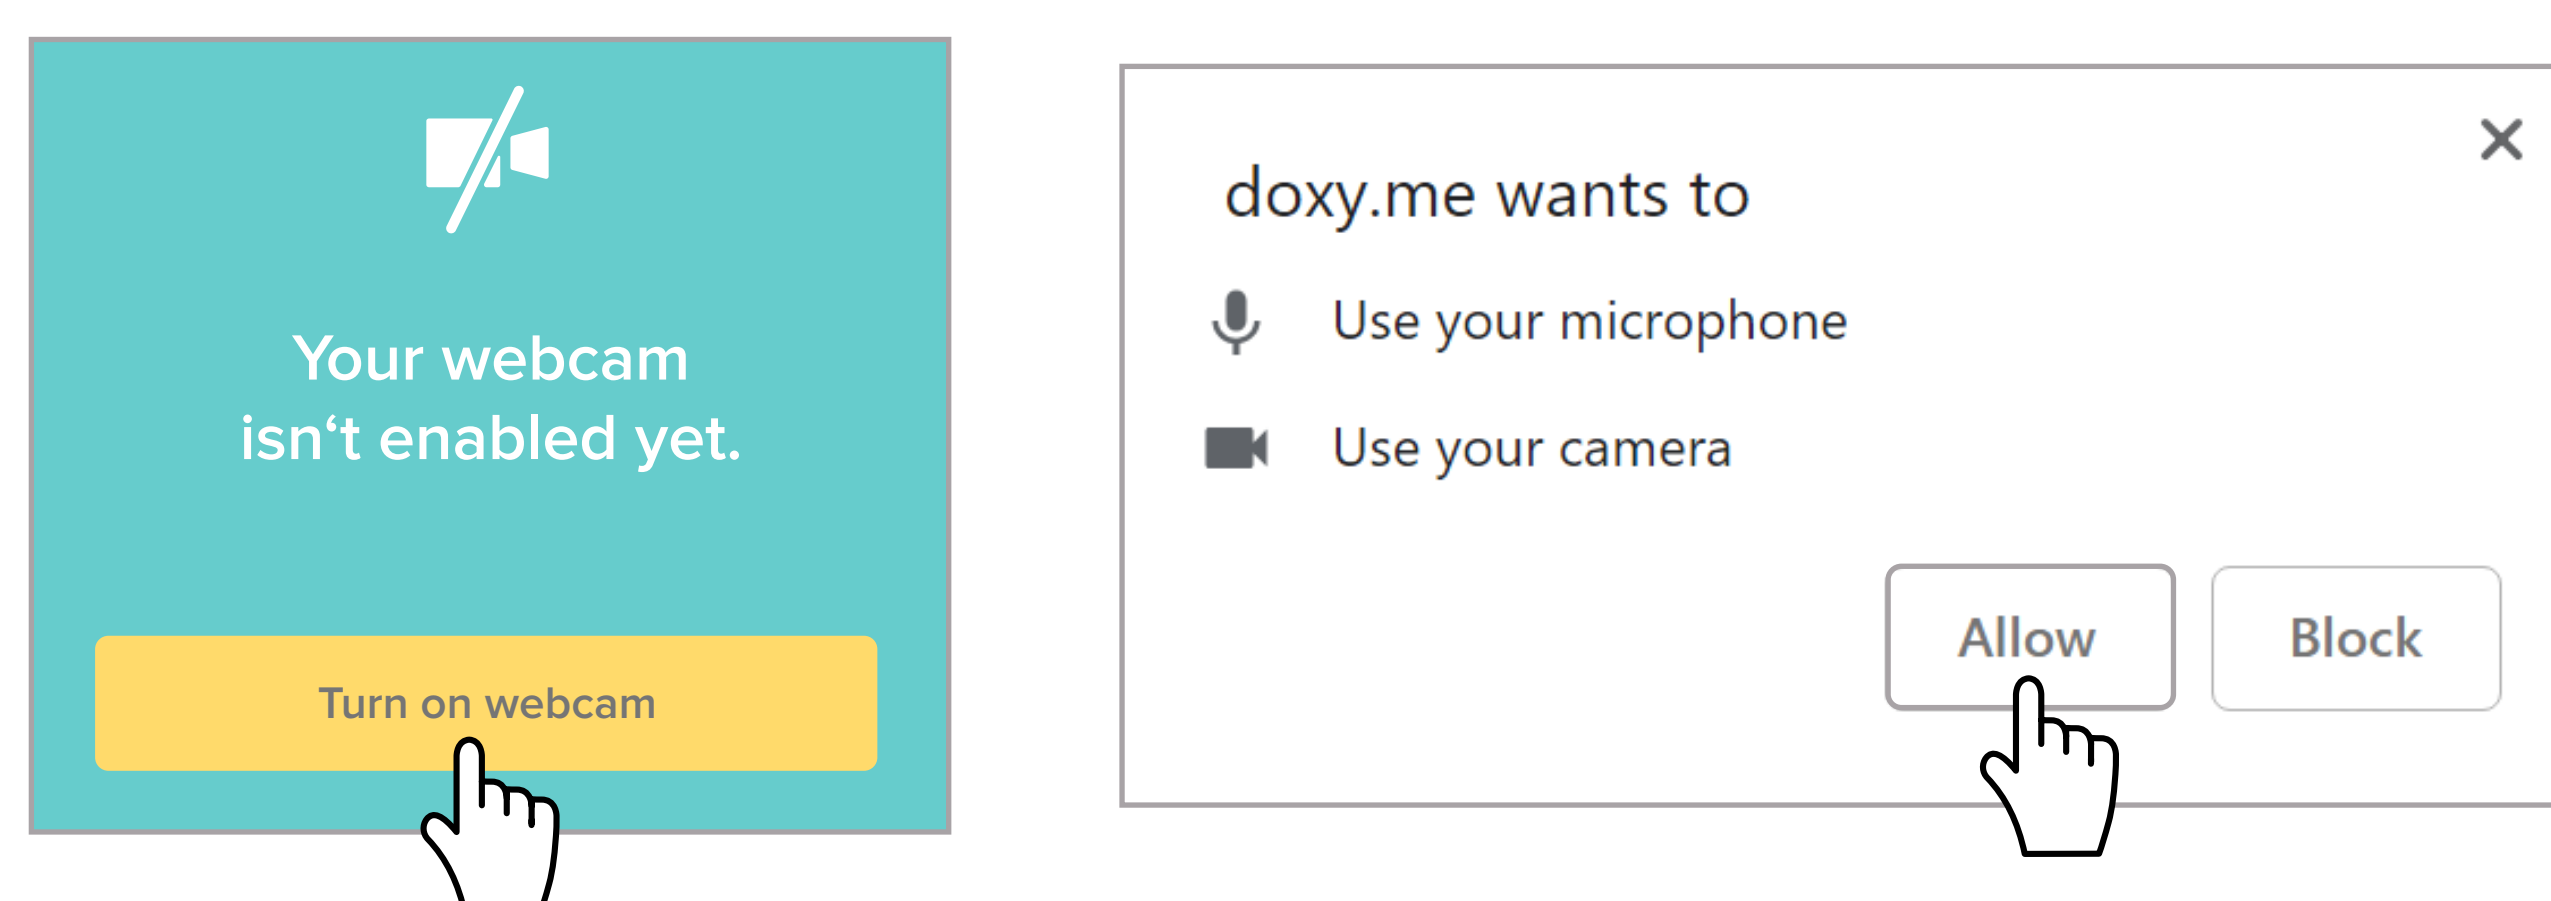 Your webcam
isn‘t enabled yet.
Turn on webcam
doxy.me wants to
Use your microphone
Use your camera
Allow
Block